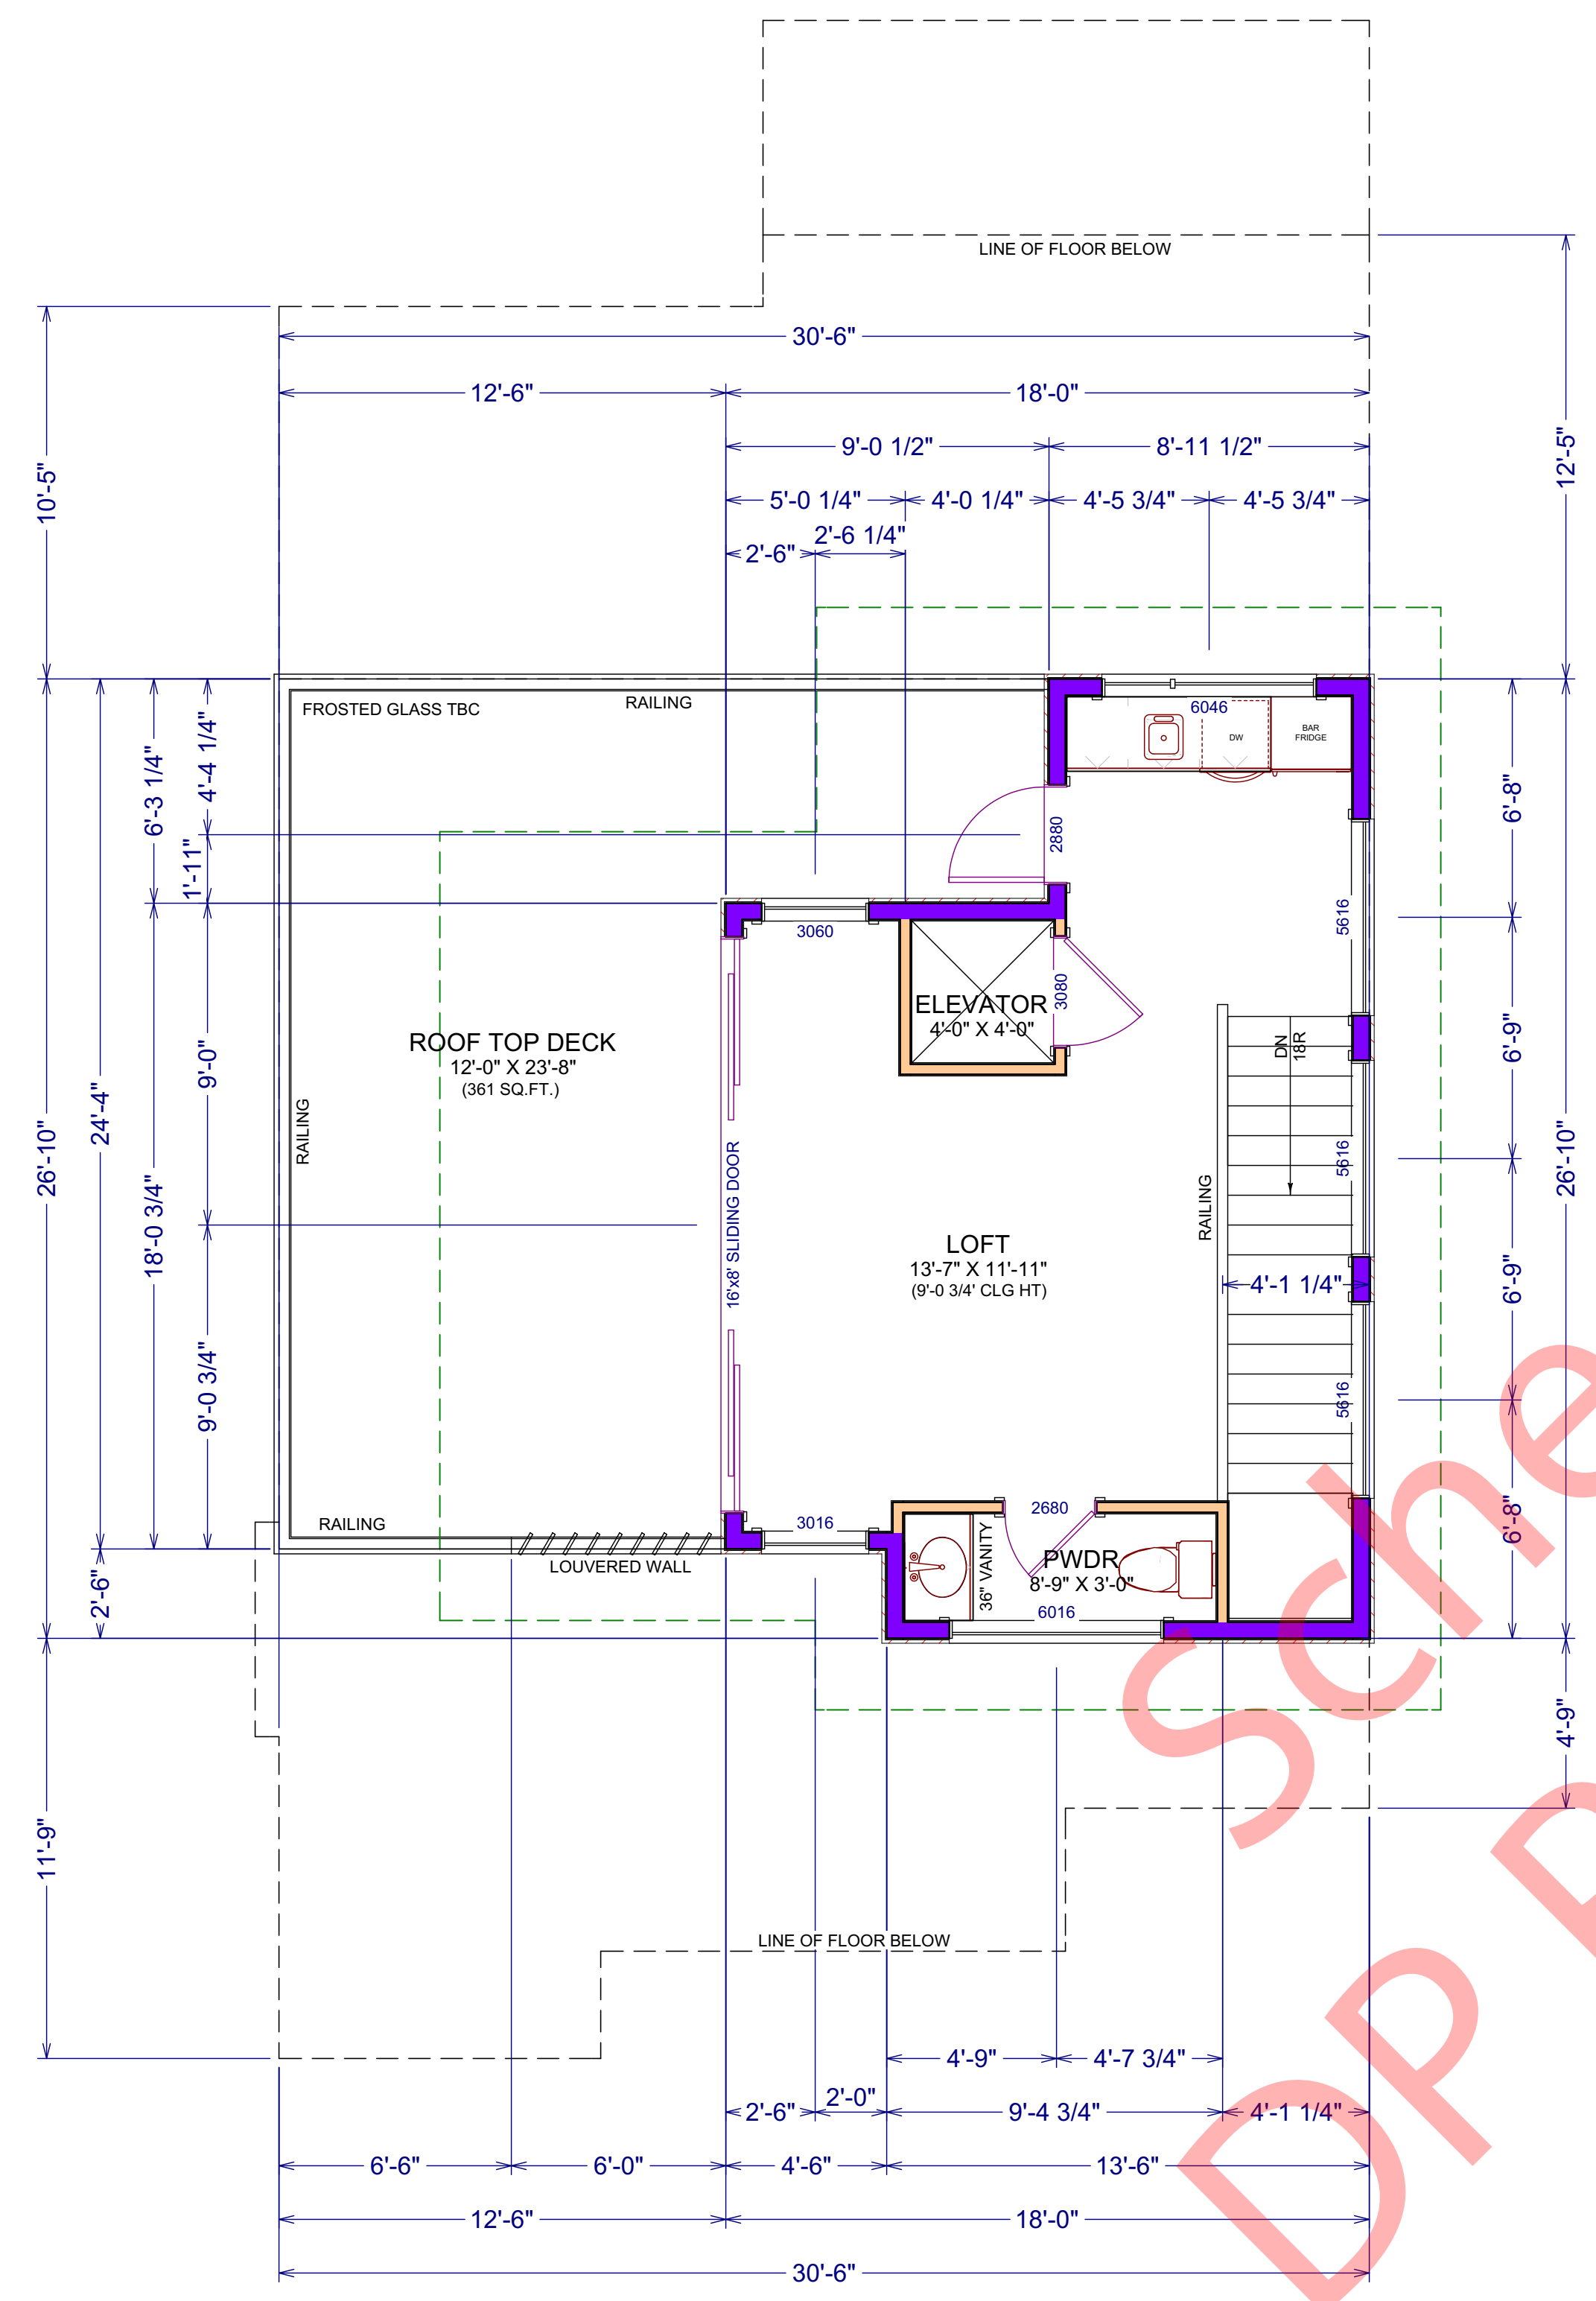 LINE OF FLOOR BELOW
30'-6"
12'-6"
18'-0"
9'-0 1/2"
8'-11 1/2"
5'-0 1/4"
4'-0 1/4"
4'-5 3/4"
4'-5 3/4"
2'-6 1/4"
2'-6"
10'-5"
12'-5"
FROSTED GLASS TBC
RAILING
6046
DW
BAR
FRIDGE
4'-4 1/4"
6'-3 1/4"
1'-11"
6'-8"
2880
5616
3060
ELEVATOR
4'-0" X 4'-0"
3080
ROOF TOP DECK
12'-0" X 23'-8"
(361 SQ.FT.)
DN
18R
9'-0"
24'-4"
26'-10"
18'-0 3/4"
RAILING
16'x8' SLIDING DOOR
RAILING
5616
6'-9"
26'-10"
LOFT
13'-7" X 11'-11"
(9'-0 3/4' CLG HT)
4'-1 1/4"
6'-9"
9'-0 3/4"
5616
RAILING
3016
2680
6'-8"
LOUVERED WALL
36" VANITY
PWDR
8'-9" X 3'-0"
6016
2'-6"
Sche
4'-9"
11'-9"
DP P
LINE OF FLOOR BELOW
4'-9"
4'-7 3/4"
2'-6"
2'-0"
9'-4 3/4"
4'-1 1/4"
6'-6"
6'-0"
4'-6"
13'-6"
12'-6"
18'-0"
30'-6"